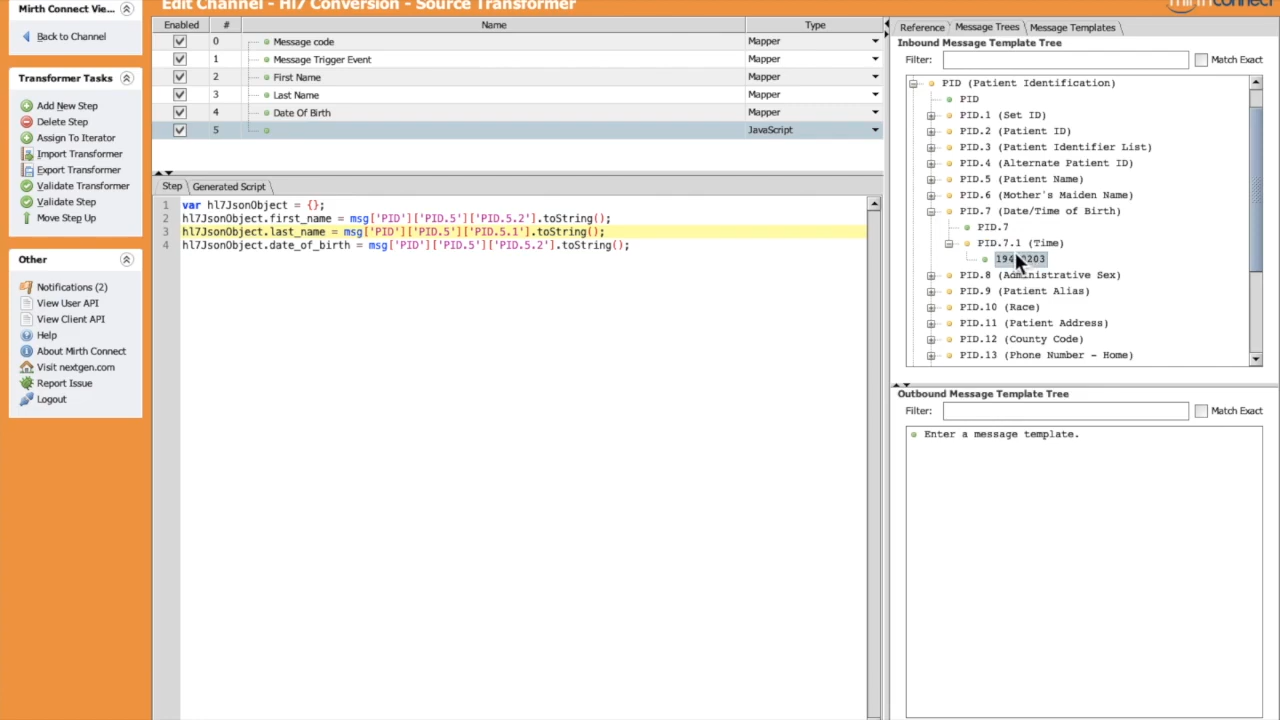 Edit Channel - Hl7 Conversion - Source Transformer
Mirth Connect Vie...
Back to Channel
Transformer Tasks
Add New Step
Delete Step
Assign To Iterator
Import Transformer
Export Transformer
Validate Transformer
Validate Step
Move Step Up
Other
Notifications (2)
View User API
View Client API
Help
About Mirth Connect
Visit nextgen.com
Report Issue
Logout
Enabled # Name Type
0 Message code Mapper
1 Message Trigger Event Mapper
2 First Name Mapper
3 Last Name Mapper
4 Date Of Birth Mapper
5 JavaScript
Step Generated Script
1 var hl7JsonObject = {};
2 hl7JsonObject.first_name = msg['PID']['PID.5']['PID.5.2'].toString();
3 hl7JsonObject.last_name = msg['PID']['PID.5']['PID.5.1'].toString();
4 hl7JsonObject.date_of_birth = msg['PID']['PID.5']['PID.5.2'].toString();
mirth connect
Reference Message Trees Message Templates
Inbound Message Template Tree
Filter: Match Exact
PID (Patient Identification)
PID
PID.1 (Set ID)
PID.2 (Patient ID)
PID.3 (Patient Identifier List)
PID.4 (Alternate Patient ID)
PID.5 (Patient Name)
PID.6 (Mother's Maiden Name)
PID.7 (Date/Time of Birth)
PID.7
PID.7.1 (Time)
PID.8 (Administrative Sex)
PID.9 (Patient Alias)
PID.10 (Race)
PID.11 (Patient Address)
PID.12 (County Code)
PID.13 (Phone Number - Home)
Outbound Message Template Tree
Filter: Match Exact
Enter a message template.